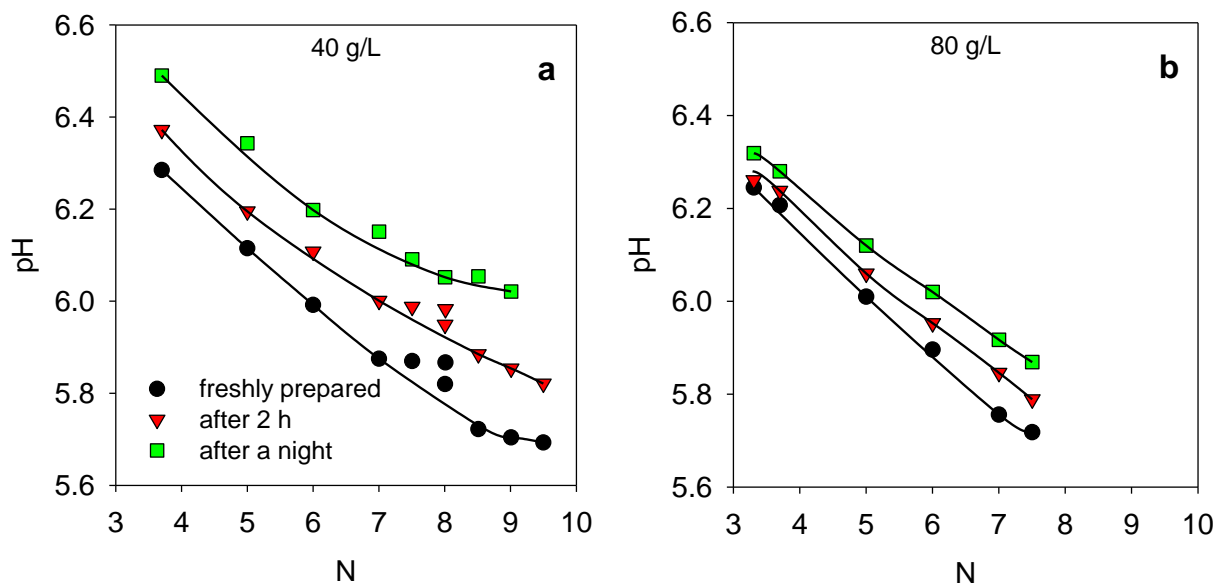 40 g/L
a
6.6
6.4
6.2
6.0
5.8
5.6
pH
freshly prepared
after 2 h
after a night
3 4 5 6 7 8 9 10
N
80 g/L
b
6.6
6.4
6.2
6.0
5.8
5.6
pH
3 4 5 6 7 8 9 10
N